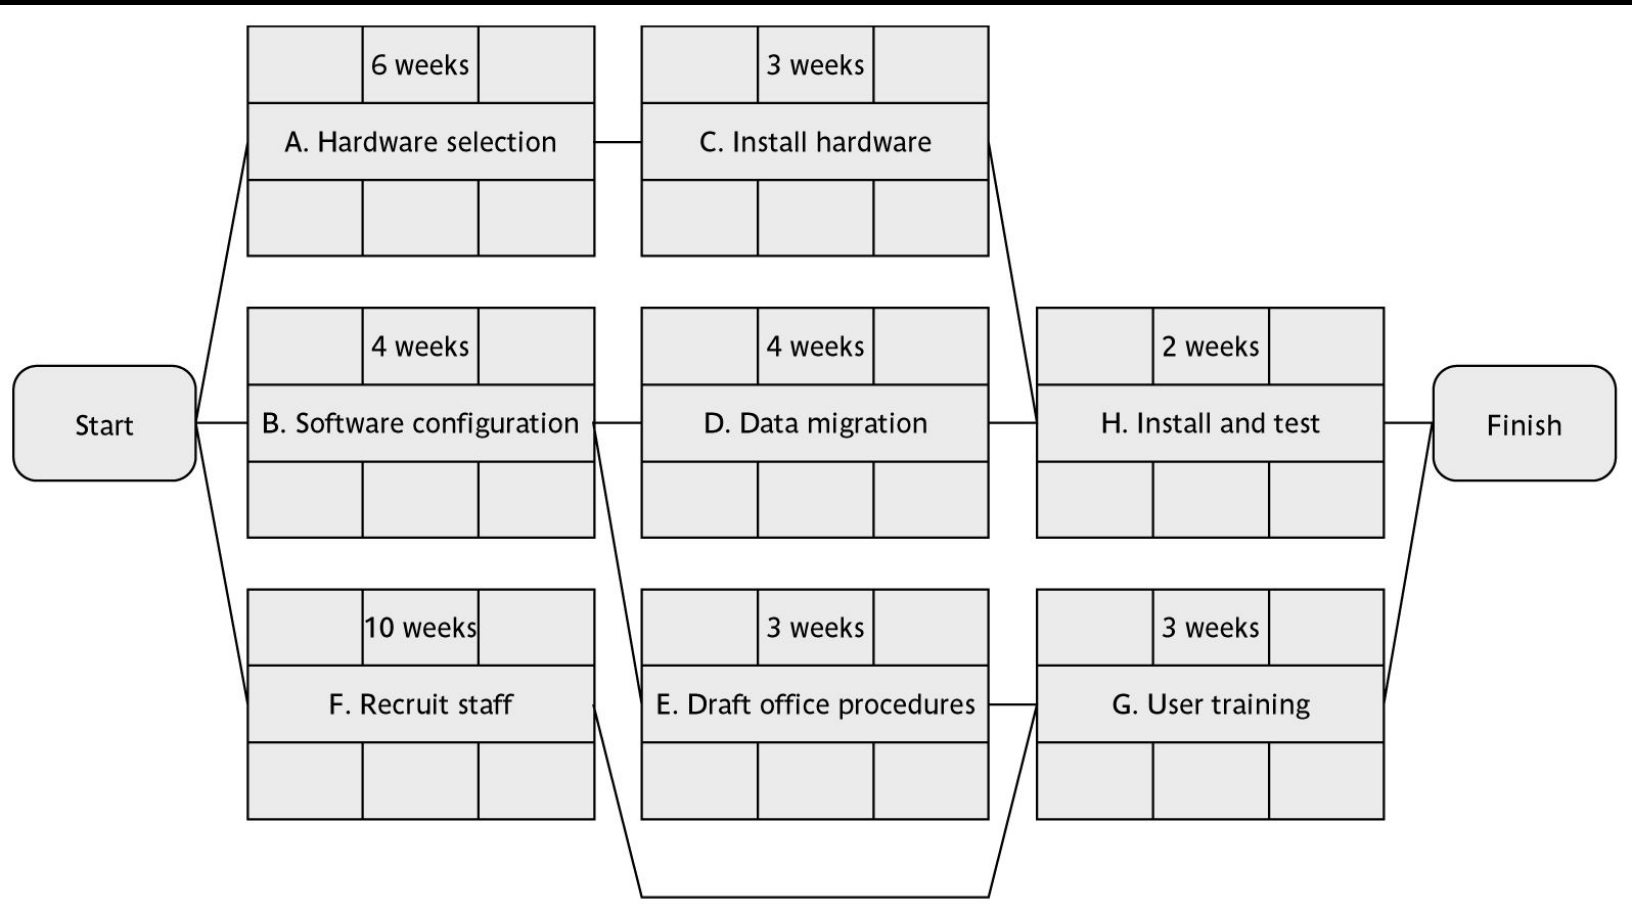 6 weeks
A. Hardware selection
3 weeks
C. Install hardware
Start
4 weeks
B. Software configuration
4 weeks
D. Data migration
2 weeks
H. Install and test
Finish
10 weeks
F. Recruit staff
3 weeks
E. Draft office procedures
3 weeks
G. User training